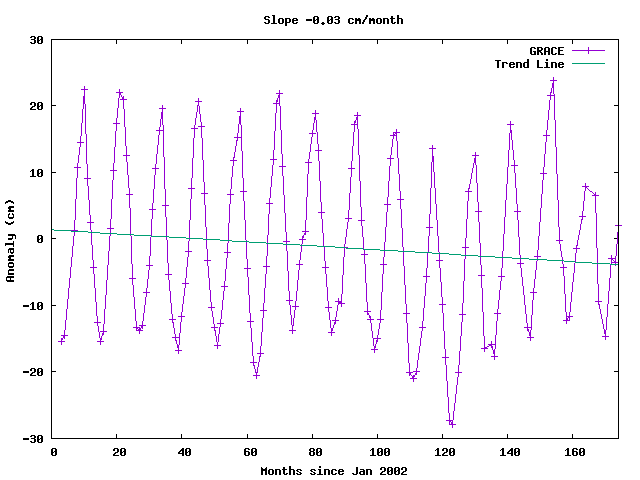 Slope -0.03 cm/month
30
20
10
0
-10
-20
-30
Anomaly (cm)
GRACE
Trend Line
0 20 40 60 80 100 120 140 160
Months since Jan 2002